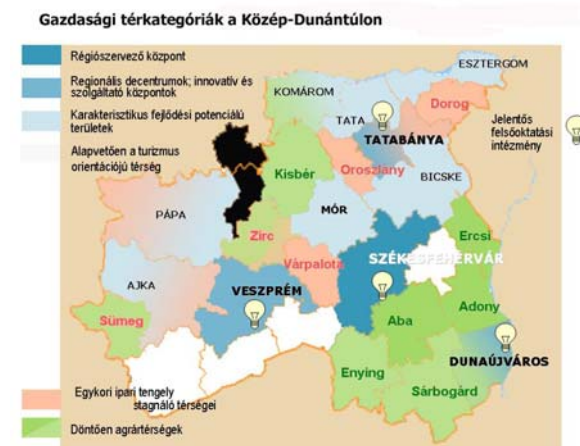 Gazdasági térkategóriák a Közép-Dunántúlon
Régiószervező központ
Regionális decentrumok; innovatív és
szolgáltató központok
Karakterisztikus fejlődési potenciálú
területek
Alapvetően a turizmus
orientációjú térség
Jelentős
felsőoktatási
intézmény
ESZTERGOM
KOMÁROM
Dorog
TATA
TATABÁNYA
Kisbér
Oroszlany
BICSKE
PÁPA
MÓR
Zirc
Ercsi
SZÉKESFEHÉRVÁR
Várpalota
AJKA
VESZPRÉM
Sümeg
Aba
Adony
DUNAÚJVÁROS
Enying
Sárbogárd
Egykori ipari tengely
stagnáló térségei
Döntően agrártérségek